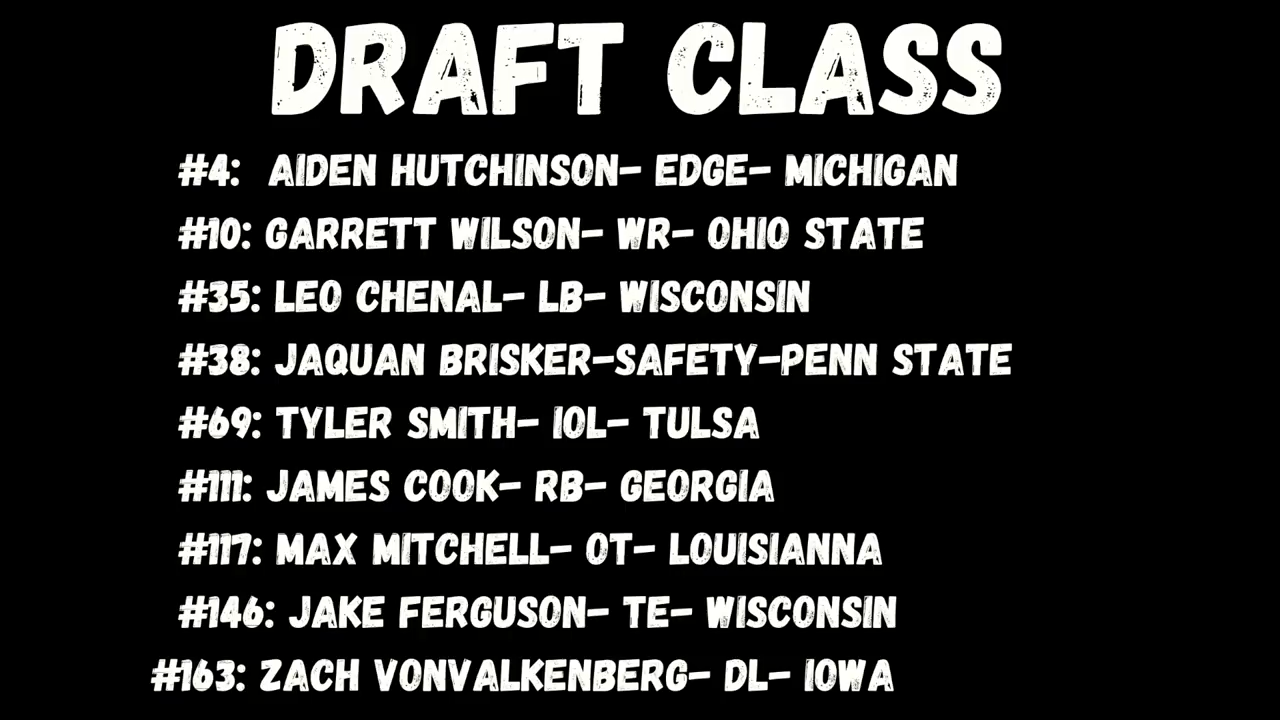 DRAFT CLASS
#4: AIDEN HUTCHINSON- EDGE- MICHIGAN
#10: GARRETT WILSON- WR- OHIO STATE
#35: LEO CHENAL- LB- WISCONSIN
#38: JAQUAN BRISKER-SAFETY-PENN STATE
#69: TYLER SMITH- IOL- TULSA
#111: JAMES COOK- RB- GEORGIA
#117: MAX MITCHELL- OT- LOUISIANNA
#146: JAKE FERGUSON- TE- WISCONSIN
#163: ZACH VONVALKENBERG- DL- IOWA